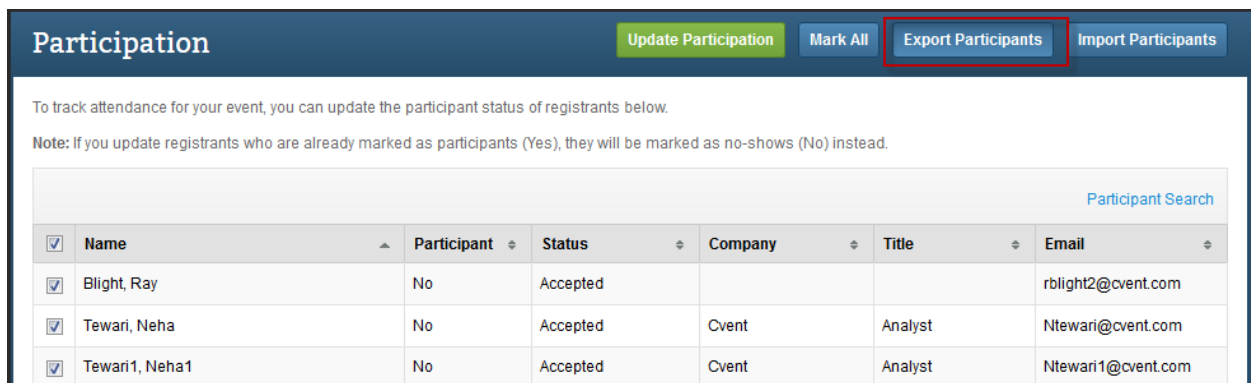 Participation
Update Participation Mark All Export Participants Import Participants
To track attendance for your event, you can update the participant status of registrants below.
Note: If you update registrants who are already marked as participants (Yes), they will be marked as no-shows (No) instead.
Participant Search
Name Participant Status Company Title Email
Blight, Ray No Accepted rblight2@cvent.com
Tewari, Neha No Accepted Cvent Analyst Ntewari@cvent.com
Tewari1, Neha1 No Accepted Cvent Analyst Ntewari1@cvent.com